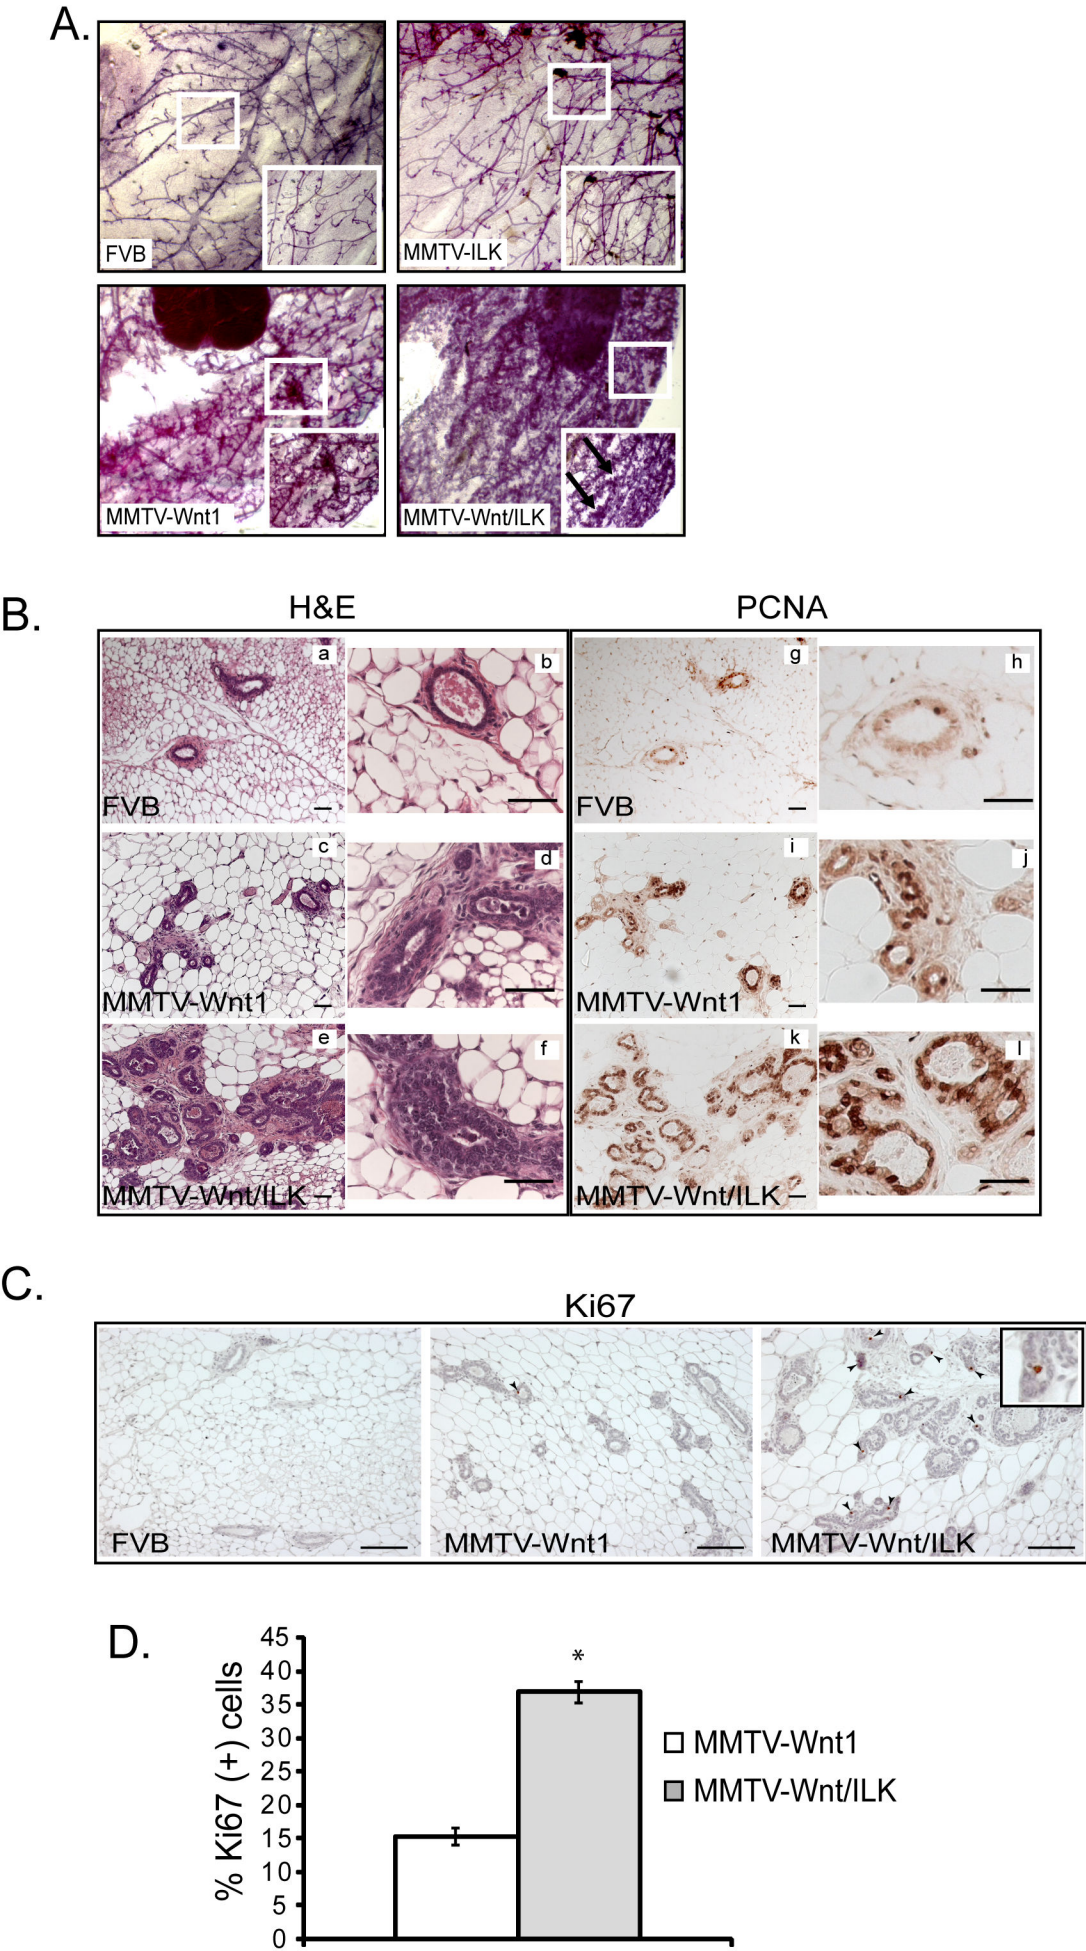 A.
FVB
MMTV-ILK
MMTV-Wnt1
MMTV-Wnt/ILK
B.
H&E
PCNA
a
b
g
h
FVB
FVB
c
d
i
j
MMTV-Wnt1
MMTV-Wnt1
e
f
k
l
MMTV-Wnt/ILK
MMTV-Wnt/ILK
C.
Ki67
FVB
MMTV-Wnt1
MMTV-Wnt/ILK
D.
% Ki67 (+) cells
45
40
35
30
25
20
15
10
5
0
*
MMTV-Wnt1
MMTV-Wnt/ILK